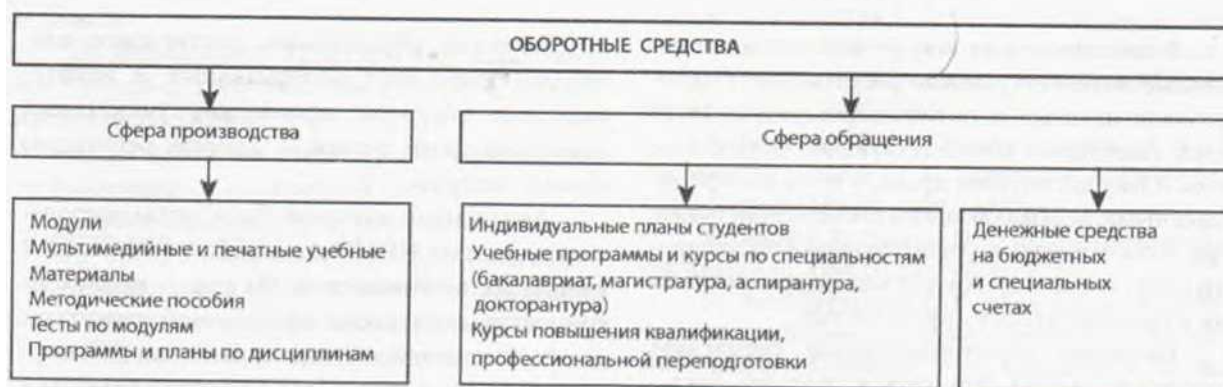 ОБОРОТНЫЕ СРЕДСТВА
Сфера производства
Сфера обращения
Модули
Мультимедийные и печатные учебные
Материалы
Методические пособия
Тесты по модулям
Программы и планы по дисциплинам
Индивидуальные планы студентов
Учебные программы и курсы по специальностям
(бакалавриат, магистратура, аспирантура,
докторантура)
Курсы повышения квалификации,
профессиональной переподготовки
Денежные средства
на бюджетных
и специальных
счетах